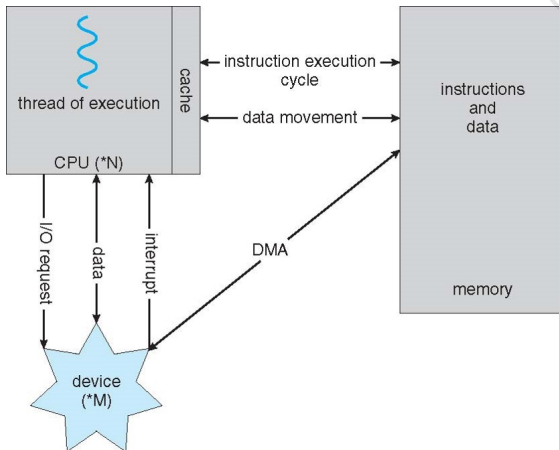 thread of execution
cache
CPU (*N)
instruction execution
cycle
data movement
instructions
and
data
memory
I/O request
data
interrupt
DMA
device
(*M)